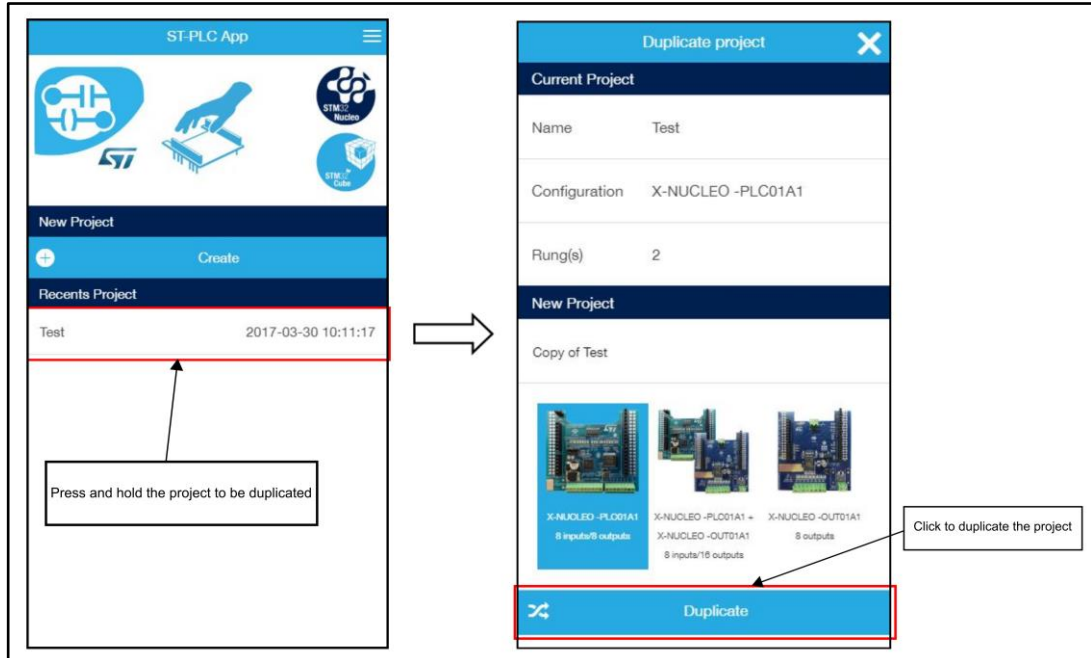 ST-PLC App
STM32
Nucleo
ST
STM32
Cube
New Project
Create
Recents Project
Test 2017-03-30 10:11:17
Press and hold the project to be duplicated
Duplicate project
Current Project
Name Test
Configuration X-NUCLEO -PLC01A1
Rung(s) 2
New Project
Copy of Test
X-NUCLEO -PLC01A1
8 inputs/8 outputs
X-NUCLEO -PLC01A1 +
X-NUCLEO -OUT01A1
8 inputs/16 outputs
X-NUCLEO -OUT01A1
8 outputs
Click to duplicate the project
Duplicate